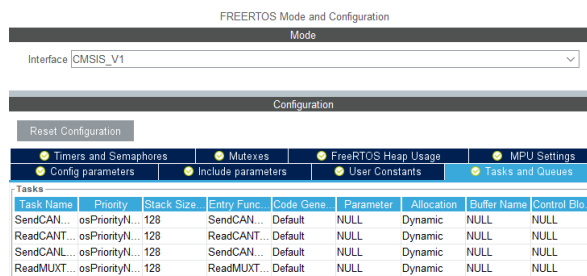 FREERTOS Mode and Configuration
Mode
Interface CMSIS_V1
Configuration
Reset Configuration
Timers and Semaphores Mutexes FreeRTOS Heap Usage MPU Settings
Config parameters Include parameters User Constants Tasks and Queues
Tasks
Task Name Priority Stack Size... Entry Func... Code Gene... Parameter Allocation Buffer Name Control Blo...
SendCAN... osPriorityN... 128 SendCAN... Default NULL Dynamic NULL NULL
ReadCANT... osPriorityN... 128 ReadCANT... Default NULL Dynamic NULL NULL
SendCANL... osPriorityN... 128 SendCAN... Default NULL Dynamic NULL NULL
ReadMUXT... osPriorityN... 128 ReadMUXT... Default NULL Dynamic NULL NULL